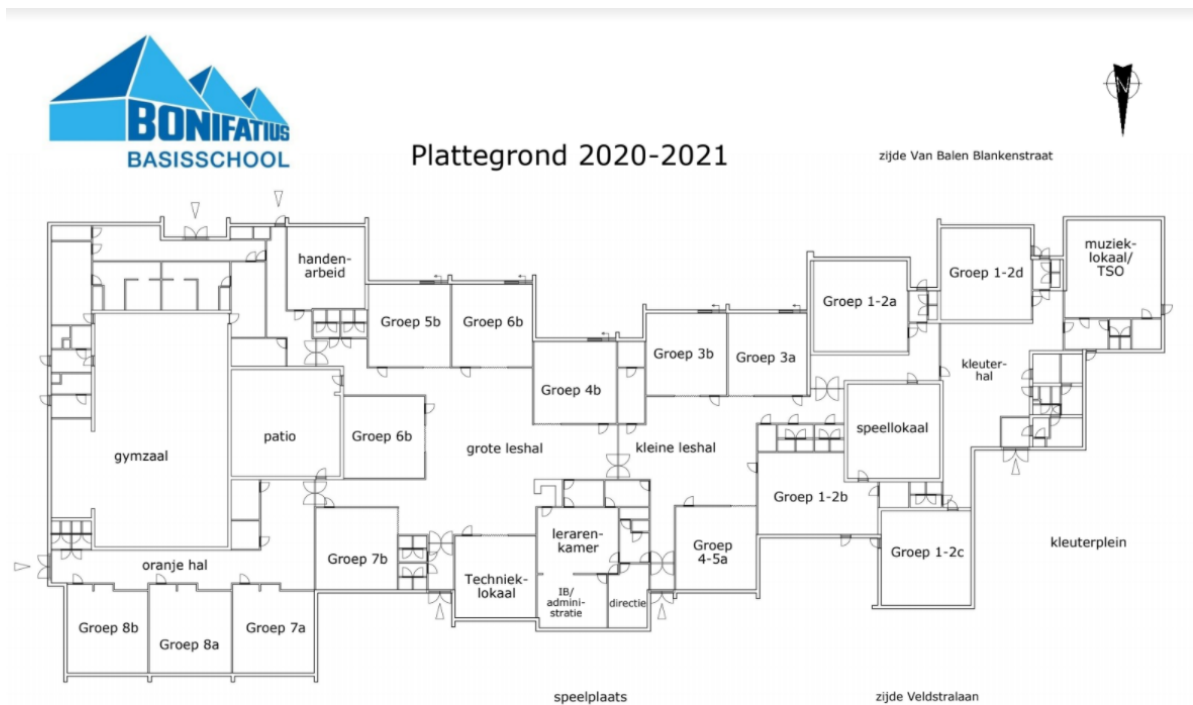 BONIFATIUS
BASISSCHOOL
Plattegrond 2020-2021
N
zijde Van Balen Blankenstraat
handen-
arbeid
Groep 5b
Groep 6b
Groep 4b
Groep 3b
Groep 3a
Groep 1-2a
Groep 1-2d
muziek-
lokaal/
TSO
kleuter-
hal
gymzaal
patio
Groep 6b
grote leshal
kleine leshal
speellokaal
Groep 1-2b
Groep 1-2c
kleuterplein
oranje hal
Groep 7b
Techniek-
lokaal
leraren-
kamer
IB/
admini-
stratie
directie
Groep
4-5a
Groep 8b
Groep 8a
Groep 7a
speelplaats
zijde Veldstralaan